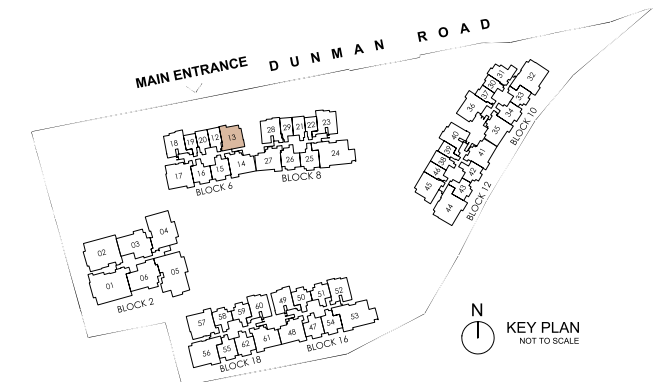 DUNMAN ROAD
MAIN ENTRANCE
18 19 20 12 13
28 29 21 22 23
17 16 15 14 27 26 25 24
BLOCK 6
BLOCK 8
31
32
30
37
33
36
34
35
BLOCK 10
40
39
41
38
46
42
45
43
44
BLOCK 12
04
02 03
01 06 05
BLOCK 2
57 58 59 60 49 50 51 52
56 55 62 61 48 47 54 53
BLOCK 18
BLOCK 16
N
KEY PLAN
NOT TO SCALE